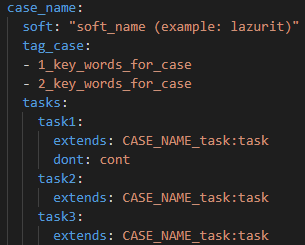 case_name:
  soft: "soft_name (example: lazurit)"
  tag_case:
  - 1_key_words_for_case
  - 2_key_words_for_case
  tasks:
    task1:
      extends: CASE_NAME_task:task
      dont: cont
    task2:
      extends: CASE_NAME_task:task
    task3:
      extends: CASE_NAME_task:task